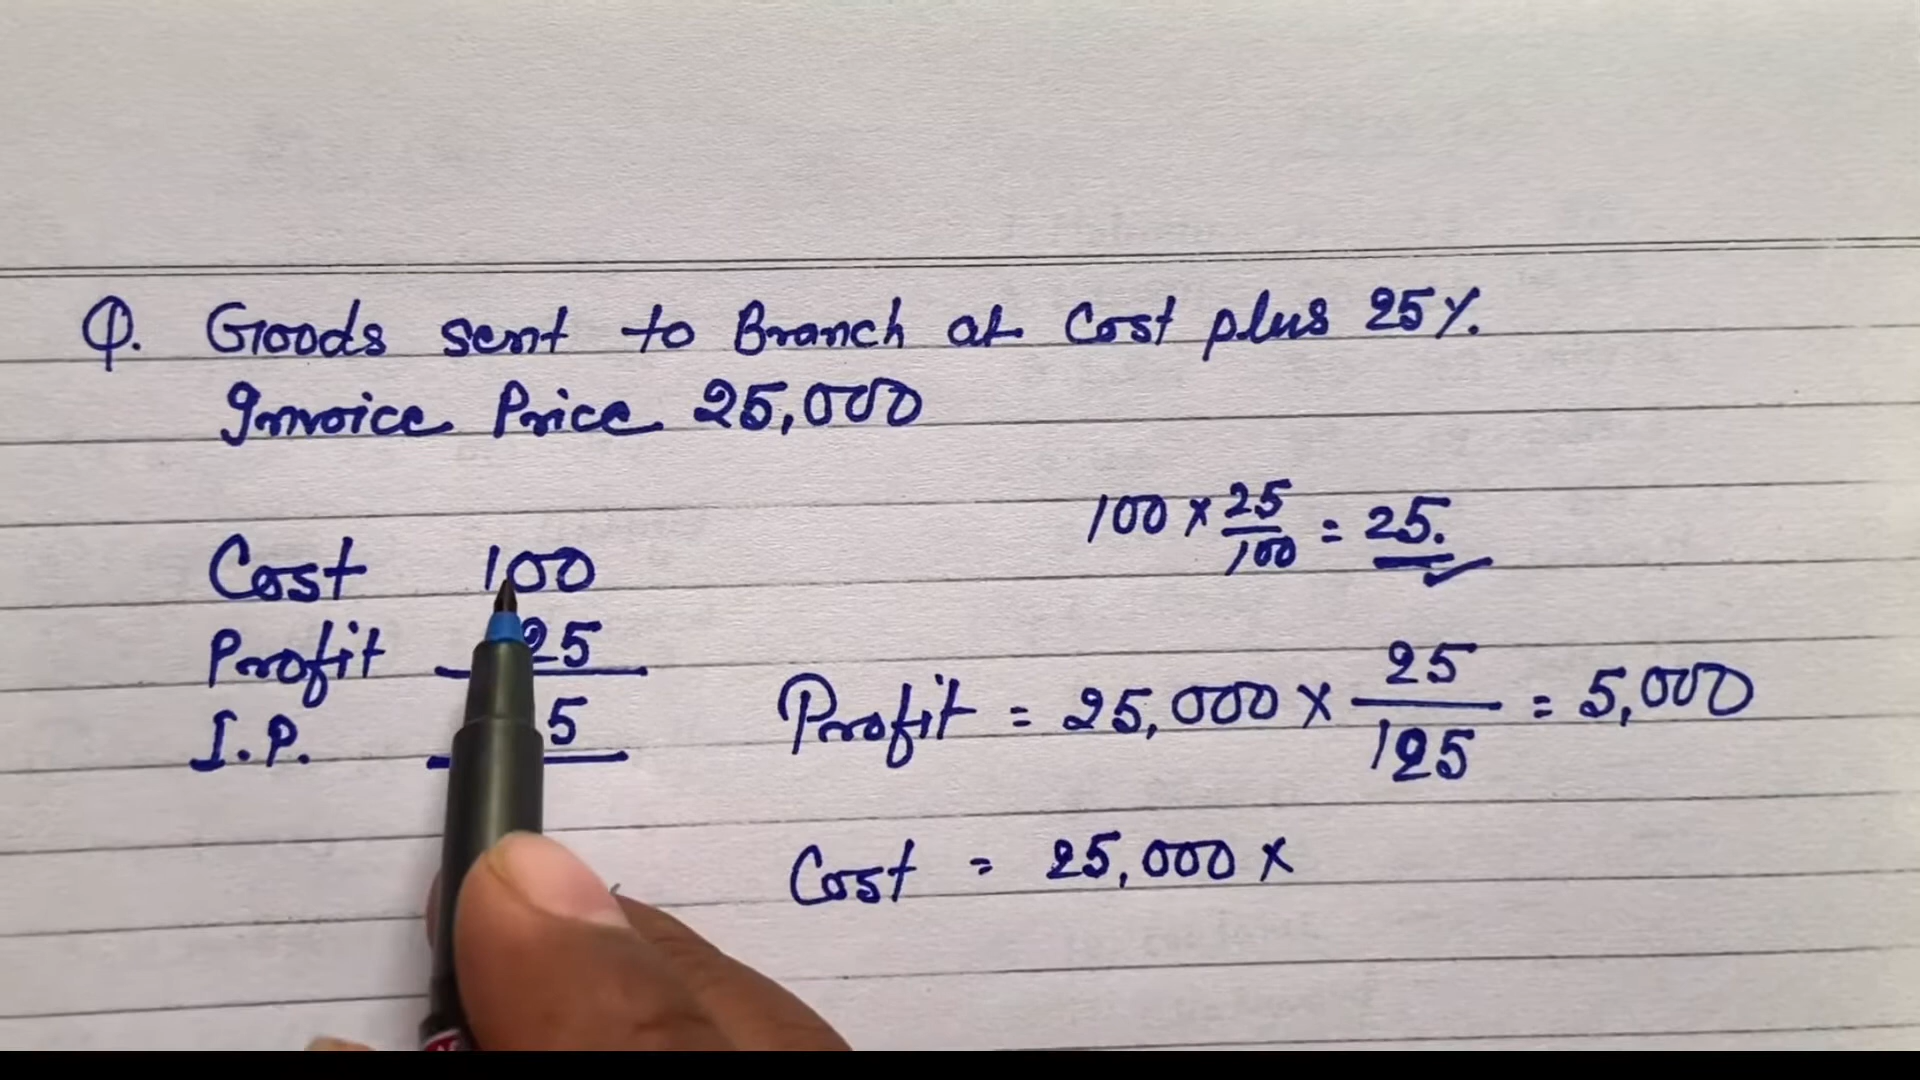 Q. Goods sent to Branch at Cost plus 25%.
Invoice Price 25,000
100 × 25/100 = 25.
Cost 100
Profit 25
I.P. 5
Profit = 25,000 × 25/125 = 5,000
Cost = 25,000 ×